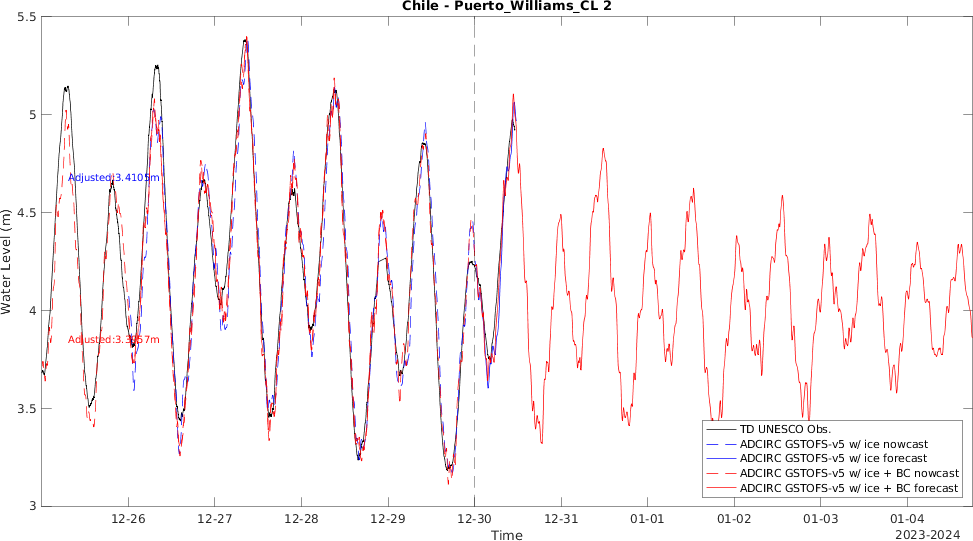 Chile - Puerto_Williams_CL 2
5.5
5
4.5
4
3.5
3
Water Level (m)
Adjusted:3.4105m
TD UNESCO Obs.
ADCIRC GSTOFS-v5 w/ ice nowcast
ADCIRC GSTOFS-v5 w/ ice forecast
ADCIRC GSTOFS-v5 w/ ice + BC nowcast
ADCIRC GSTOFS-v5 w/ ice + BC forecast
12-26
12-27
12-28
12-29
12-30
12-31
01-01
01-02
01-03
01-04
Time
2023-2024